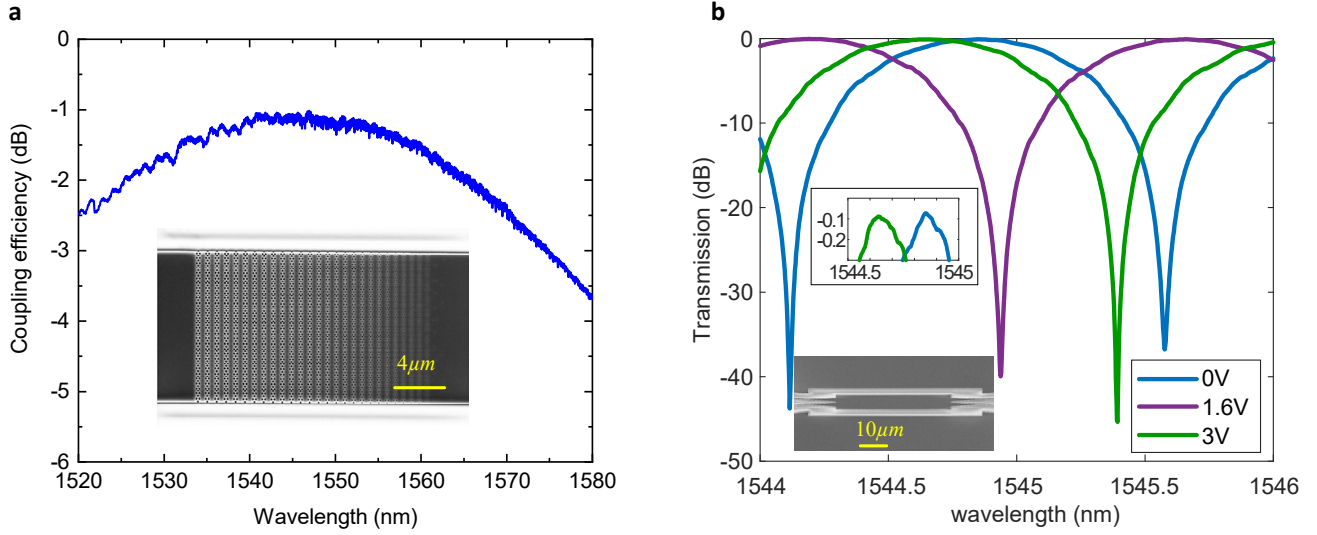 a
0
-1
-2
-3
-4
-5
-6
Coupling efficiency (dB)
4μm
1520 1530 1540 1550 1560 1570 1580
Wavelength (nm)
b
0
-10
-20
-30
-40
-50
Transmission (dB)
-0.1
-0.2
1544.5 1545
10μm
0V
1.6V
3V
1544 1544.5 1545 1545.5 1546
wavelength (nm)